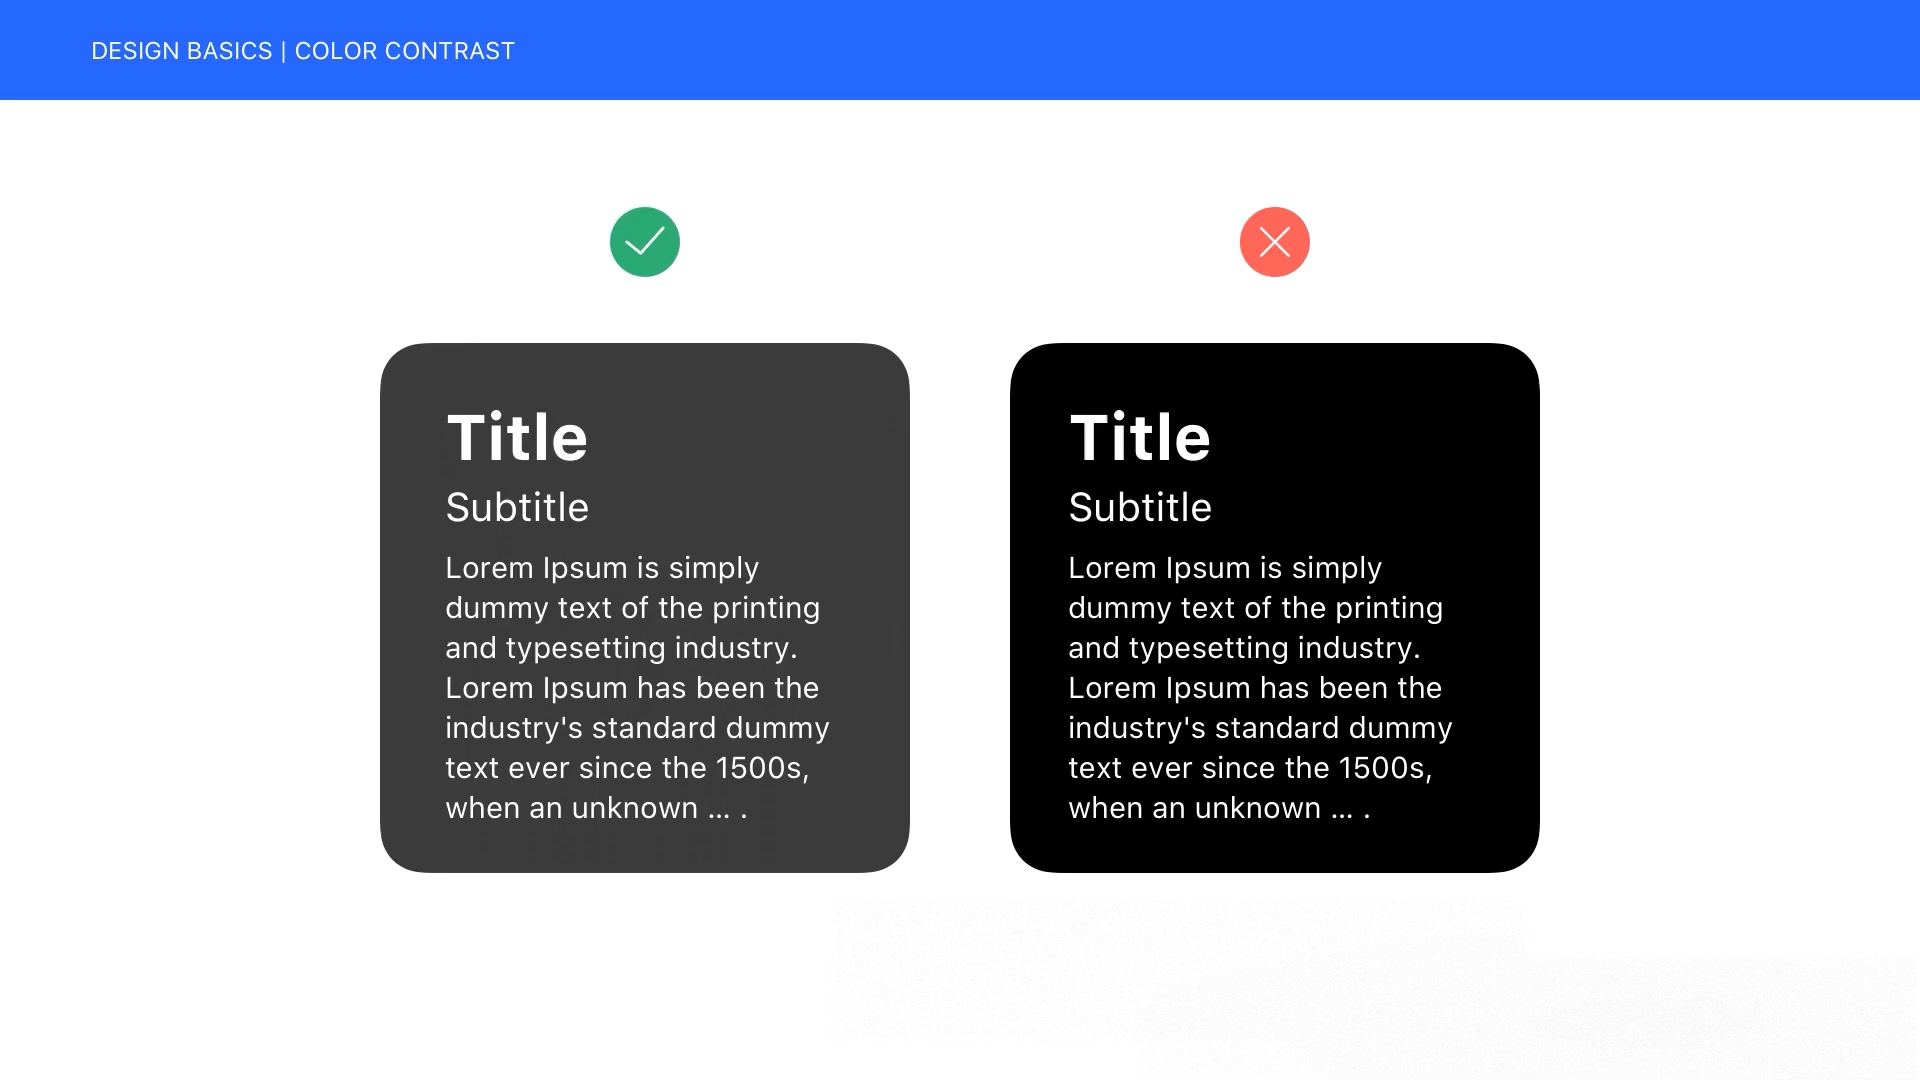 DESIGN BASICS | COLOR CONTRAST
Title
Subtitle
Lorem Ipsum is simply
dummy text of the printing
and typesetting industry.
Lorem Ipsum has been the
industry's standard dummy
text ever since the 1500s,
when an unknown ... .
Title
Subtitle
Lorem Ipsum is simply
dummy text of the printing
and typesetting industry.
Lorem Ipsum has been the
industry's standard dummy
text ever since the 1500s,
when an unknown ... .